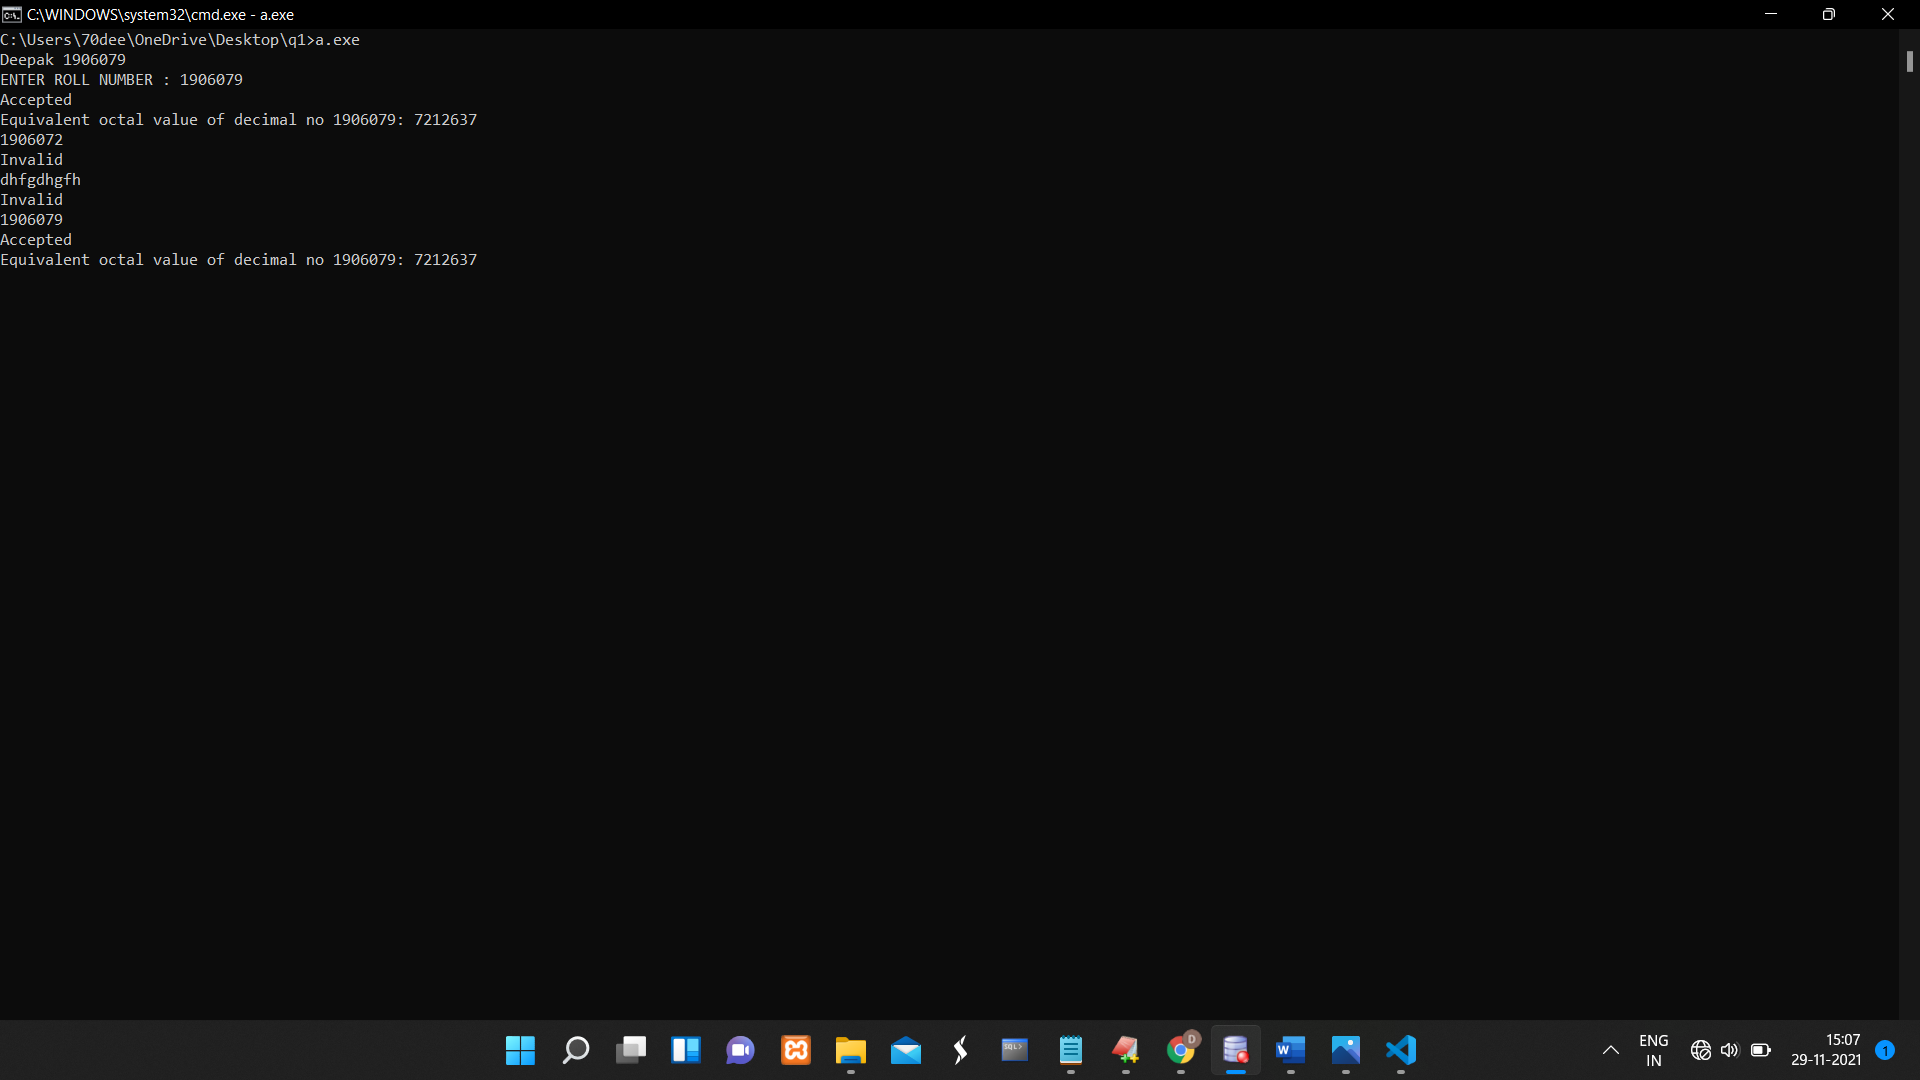 C:\WINDOWS\system32\cmd.exe - a.exe
C:\Users\70dee\OneDrive\Desktop\q1>a.exe
Deepak 1906079
ENTER ROLL NUMBER : 1906079
Accepted
Equivalent octal value of decimal no 1906079: 7212637
1906072
Invalid
dhfgdhgfh
Invalid
1906079
Accepted
Equivalent octal value of decimal no 1906079: 7212637
SQL>
D
W
ENG
IN
15:07
29-11-2021
1